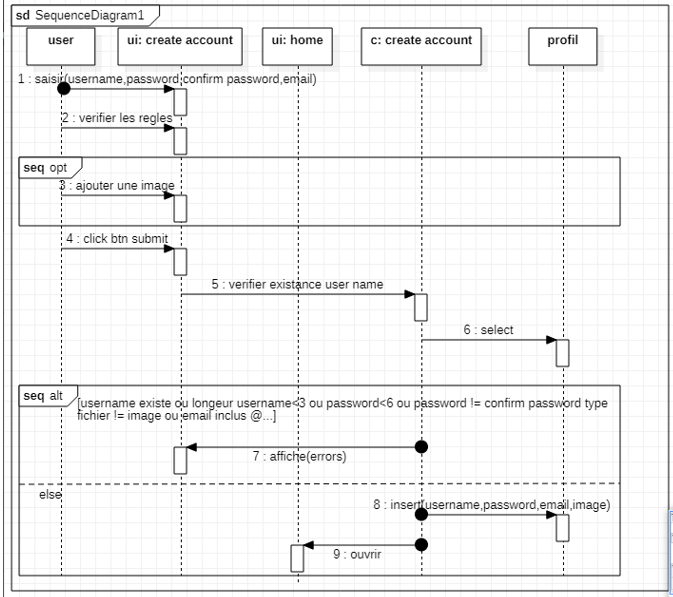 sd SequenceDiagram1
user
ui: create account
ui: home
c: create account
profil
1 : saisir(username,password,confirm password,email)
2 : verifier les regles
seq opt
3 : ajouter une image
4 : click btn submit
5 : verifier existance user name
6 : select
seq alt
[username existe ou longeur username<3 ou password<6 ou password != confirm password type
fichier != image ou email inclus @...]
7 : affiche(errors)
else
8 : insert(username,password,email,image)
9 : ouvrir